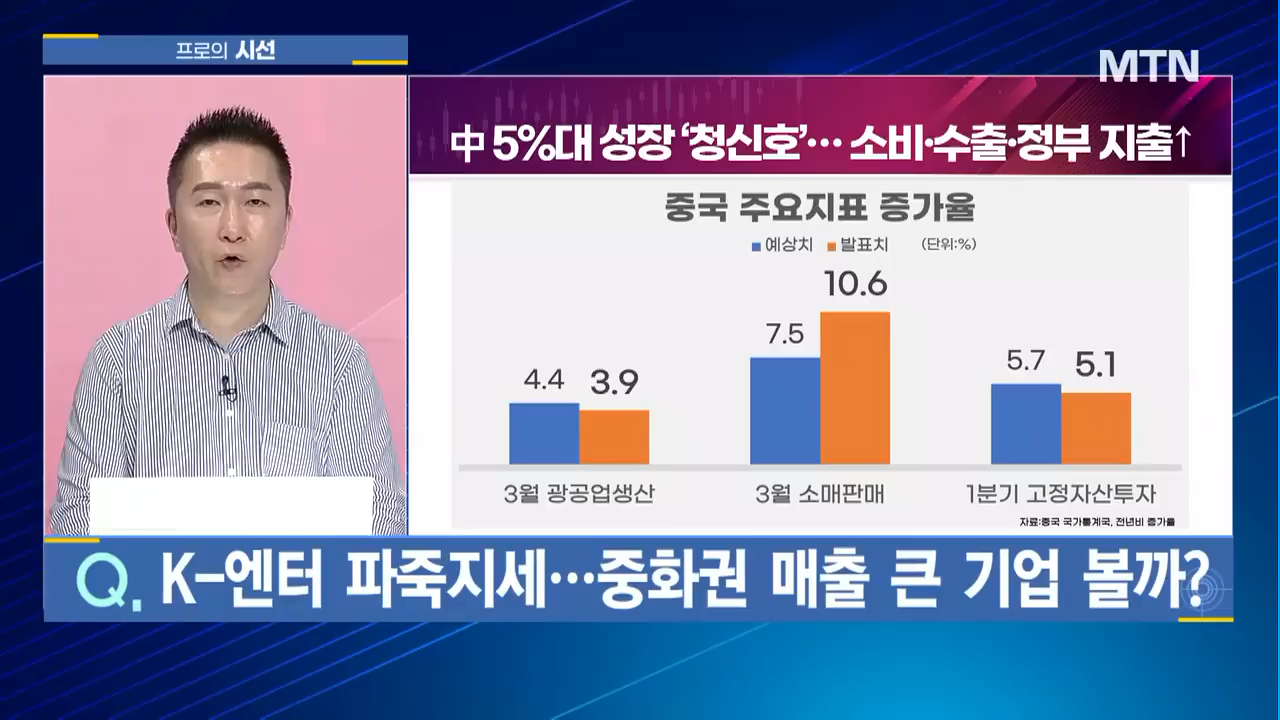 프로의 시선
MTN
中 5%대 성장 ‘청신호’… 소비·수출·정부 지출↑
중국 주요지표 증가율
예상치 발표치 (단위:%)
4.4 3.9
7.5 10.6
5.7 5.1
3월 광공업생산 3월 소매판매 1분기 고정자산투자
자료:중국 국가통계국, 전년비 증가율
Q. K-엔터 파죽지세…중화권 매출 큰 기업 볼까?